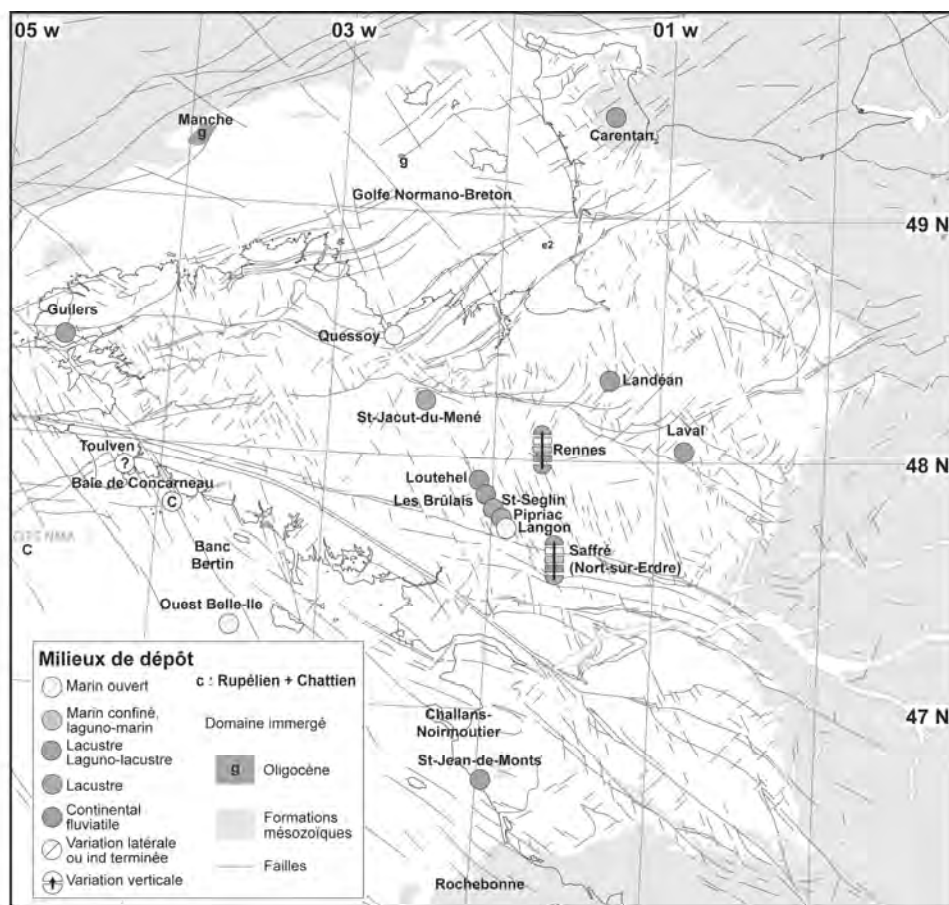 05 w
03 w
01 w
Manche
g
g
Carentan
Golfe Normano-Breton
49 N
e2
Guilers
Quessoy
Landéan
St-Jacut-du-Mené
Laval
Rennes
Toulven
?
48 N
Loutehel
Baie de Concarneau
Les Brûlais
St-Seglin
C
Pipriac
Langon
C
Banc
Bertin
Saffré
(Nort-sur-Erdre)
Ouest Belle-Ile
Milieux de dépôt
Marin ouvert
Marin confiné,
laguno-marin
Lacustre
Laguno-lacustre
Lacustre
Continental
fluviatile
Variation latérale
ou ind terminée
Variation verticale
c : Rupélien + Chattien
Domaine immergé
g
Oligocène
Formations
mésozoïques
Failles
47 N
Challans-
Noirmoutier
St-Jean-de-Monts
Rochebonne